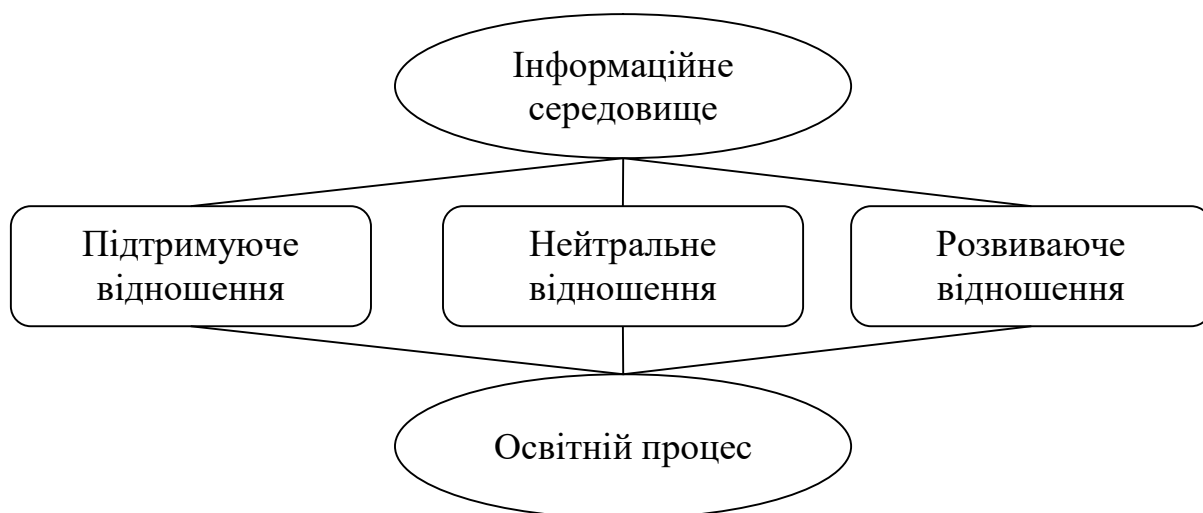 Інформаційне
середовище
Підтримуюче
відношення
Нейтральне
відношення
Розвиваюче
відношення
Освітній процес